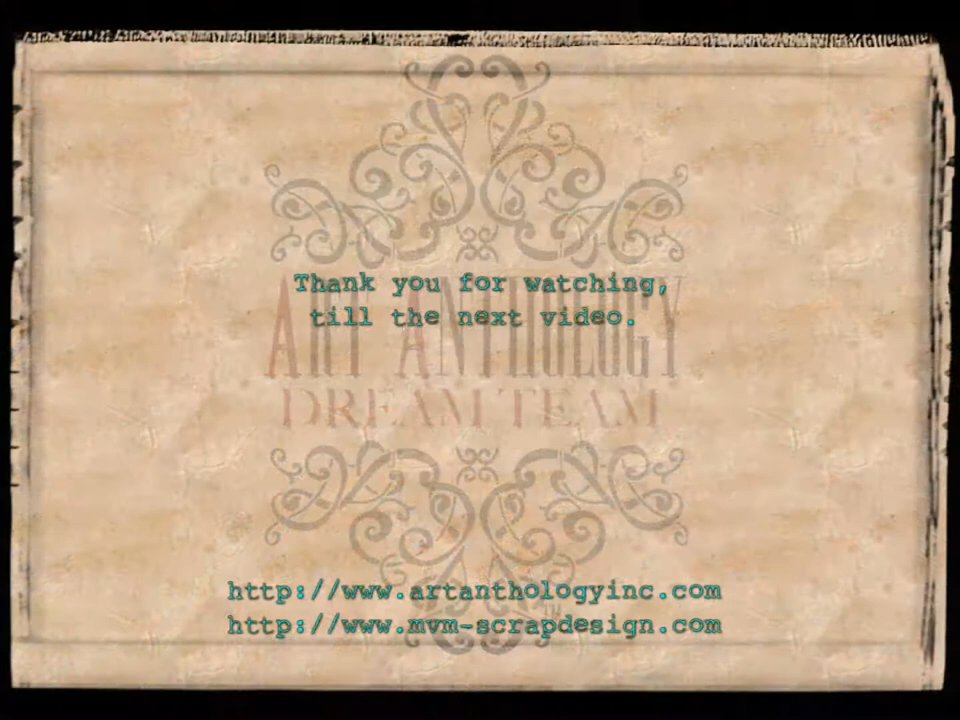 Thank you for watching,
till the next video.
ART ANTHOLOGY
DREAM TEAM
http://www.artanthologyinc.com
http://www.mvm-scrapdesign.com